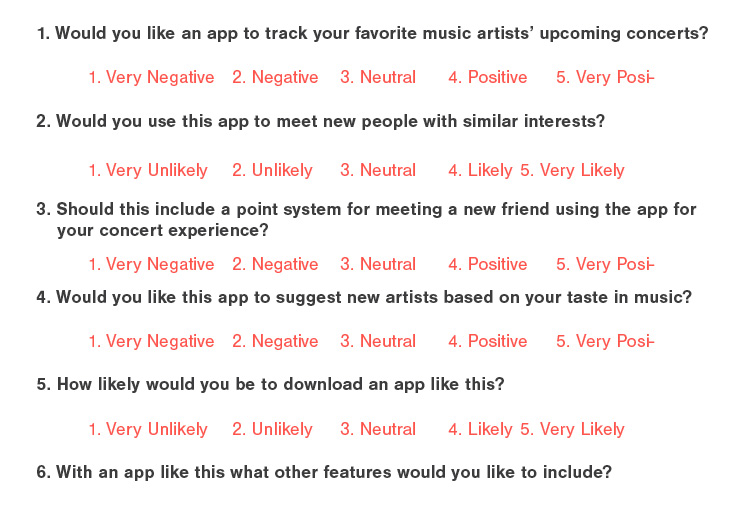 1. Would you like an app to track your favorite music artists’ upcoming concerts?
1. Very Negative 2. Negative 3. Neutral 4. Positive 5. Very Posi-
2. Would you use this app to meet new people with similar interests?
1. Very Unlikely 2. Unlikely 3. Neutral 4. Likely 5. Very Likely
3. Should this include a point system for meeting a new friend using the app for
your concert experience?
1. Very Negative 2. Negative 3. Neutral 4. Positive 5. Very Posi-
4. Would you like this app to suggest new artists based on your taste in music?
1. Very Negative 2. Negative 3. Neutral 4. Positive 5. Very Posi-
5. How likely would you be to download an app like this?
1. Very Unlikely 2. Unlikely 3. Neutral 4. Likely 5. Very Likely
6. With an app like this what other features would you like to include?